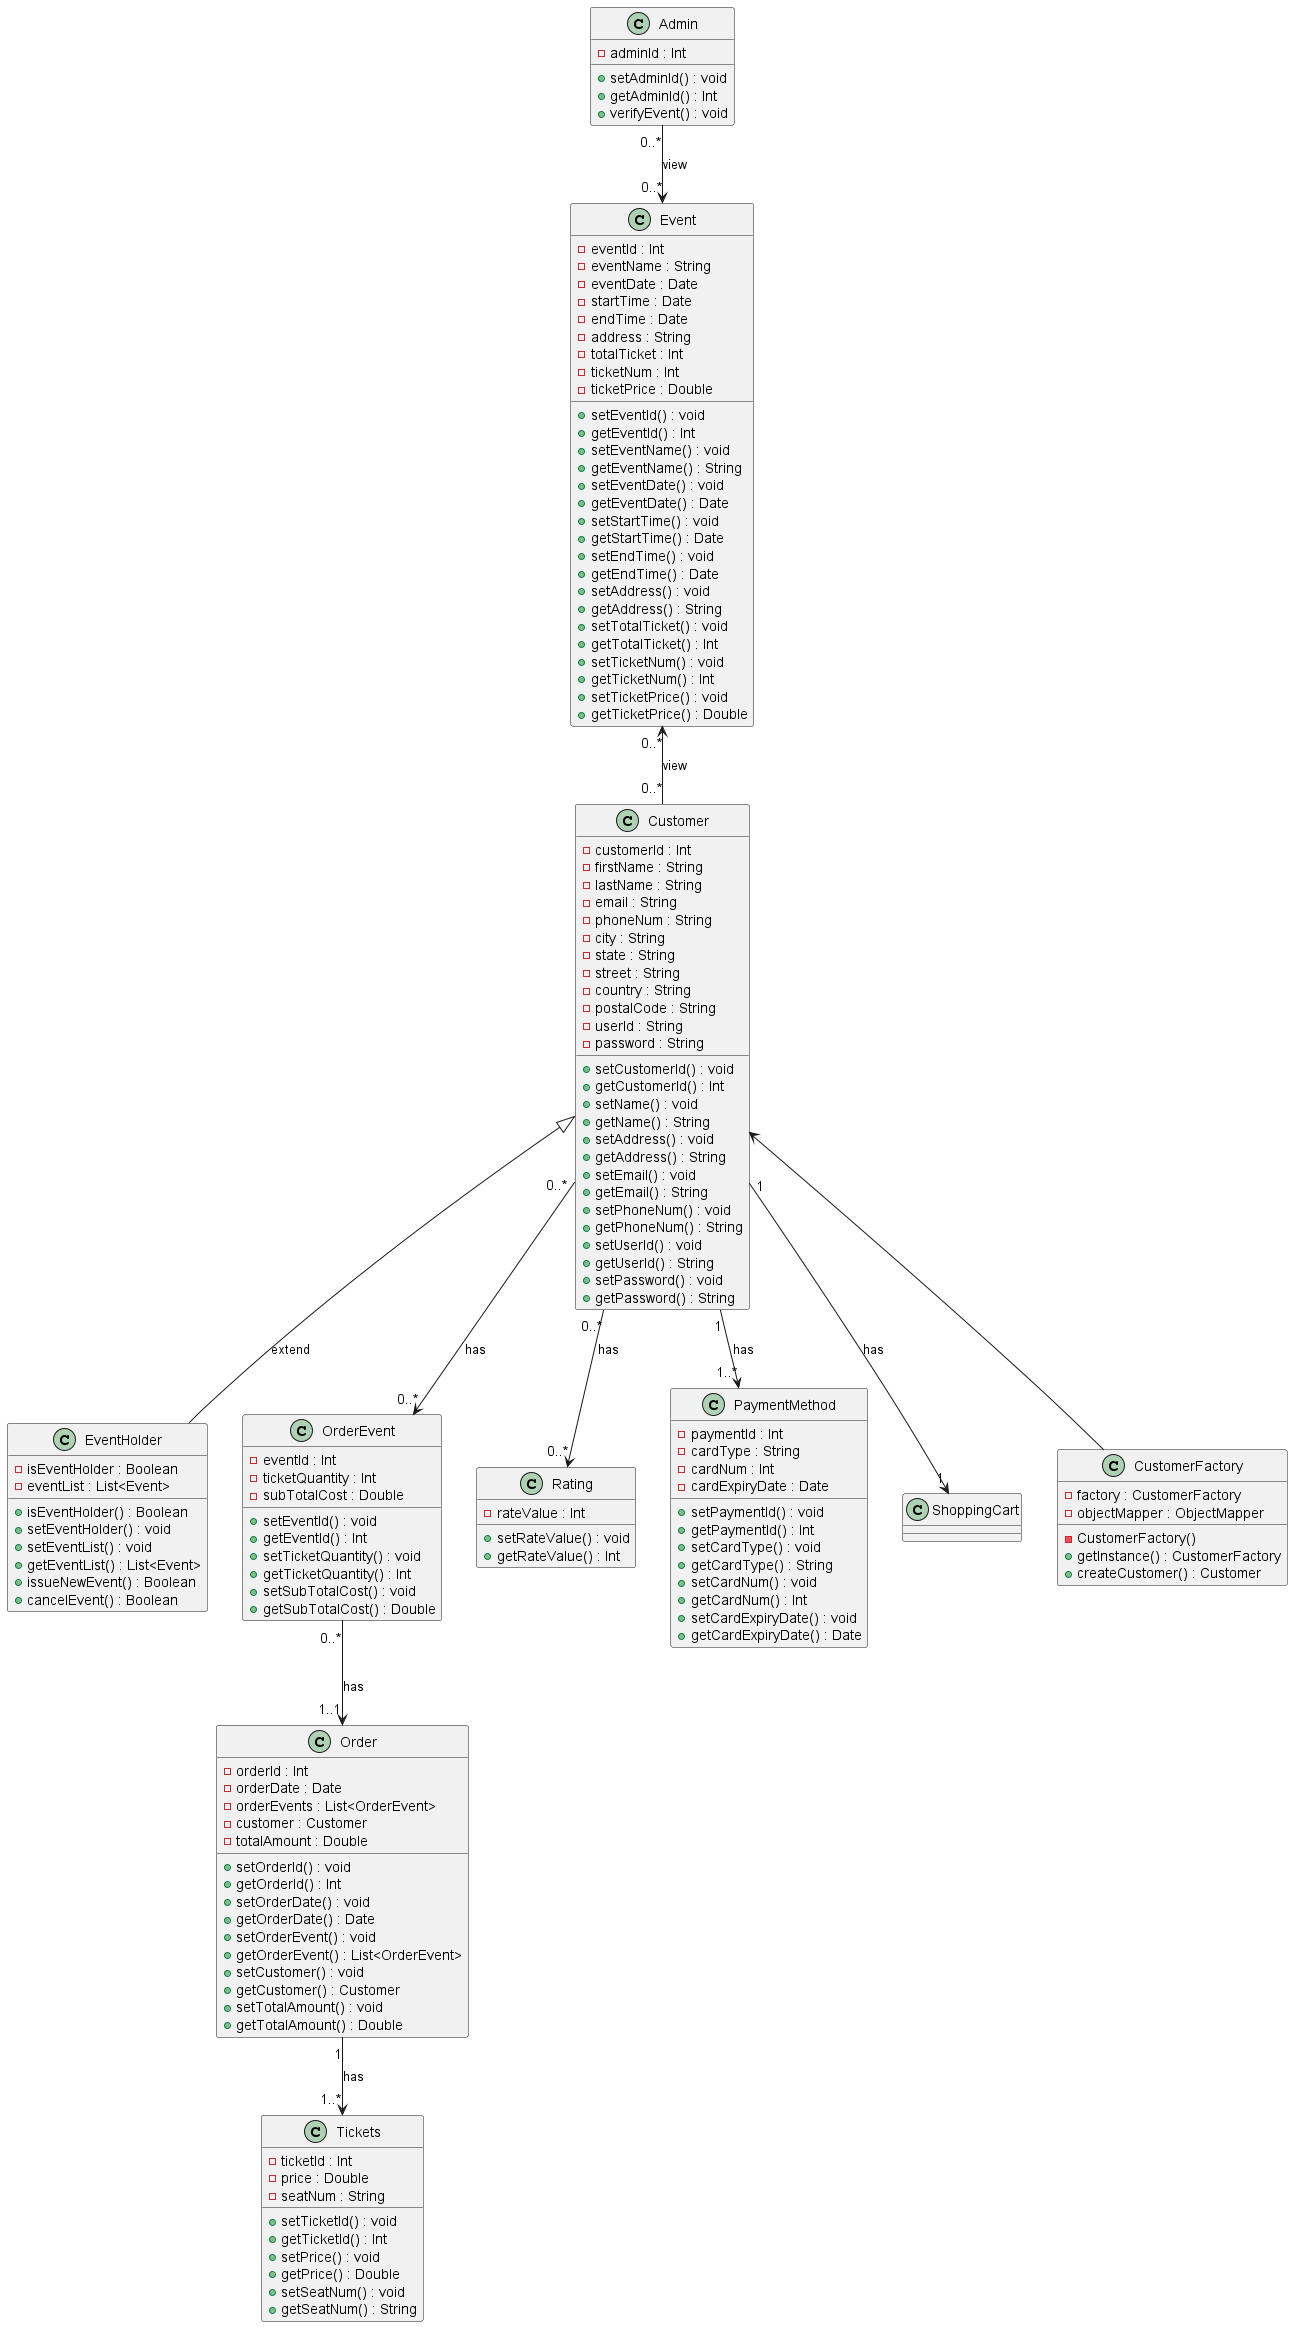 C Admin
adminId : Int
setAdminId() : void
getAdminId() : Int
verifyEvent() : void
0..*
view
0..*
C Event
eventId : Int
eventName : String
eventDate : Date
startTime : Date
endTime : Date
address : String
totalTicket : Int
ticketNum : Int
ticketPrice : Double
setEventId() : void
getEventId() : Int
setEventName() : void
getEventName() : String
setEventDate() : void
getEventDate() : Date
setStartTime() : void
getStartTime() : Date
setEndTime() : void
getEndTime() : Date
setAddress() : void
getAddress() : String
setTotalTicket() : void
getTotalTicket() : Int
setTicketNum() : void
getTicketNum() : Int
setTicketPrice() : void
getTicketPrice() : Double
0..*
view
0..*
C Customer
customerId : Int
firstName : String
lastName : String
email : String
phoneNum : String
city : String
state : String
street : String
country : String
postalCode : String
userId : String
password : String
setCustomerId() : void
getCustomerId() : Int
setName() : void
getName() : String
setAddress() : void
getAddress() : String
setEmail() : void
getEmail() : String
setPhoneNum() : void
getPhoneNum() : String
setUserId() : void
getUserId() : String
setPassword() : void
getPassword() : String
extend
0..*
has
0..*
0..*
has
0..*
1
has
1..*
1
has
1
C EventHolder
isEventHolder : Boolean
eventList : List<Event>
isEventHolder() : Boolean
setEventHolder() : void
setEventList() : void
getEventList() : List<Event>
issueNewEvent() : Boolean
cancelEvent() : Boolean
C OrderEvent
eventId : Int
ticketQuantity : Int
subTotalCost : Double
setEventId() : void
getEventId() : Int
setTicketQuantity() : void
getTicketQuantity() : Int
setSubTotalCost() : void
getSubTotalCost() : Double
C Rating
rateValue : Int
setRateValue() : void
getRateValue() : Int
C PaymentMethod
paymentId : Int
cardType : String
cardNum : Int
cardExpiryDate : Date
setPaymentId() : void
getPaymentId() : Int
setCardType() : void
getCardType() : String
setCardNum() : void
getCardNum() : Int
setCardExpiryDate() : void
getCardExpiryDate() : Date
C ShoppingCart
C CustomerFactory
factory : CustomerFactory
objectMapper : ObjectMapper
CustomerFactory()
getInstance() : CustomerFactory
createCustomer() : Customer
0..*
has
1..1
C Order
orderId : Int
orderDate : Date
orderEvents : List<OrderEvent>
customer : Customer
totalAmount : Double
setOrderId() : void
getOrderId() : Int
setOrderDate() : void
getOrderDate() : Date
setOrderEvent() : void
getOrderEvent() : List<OrderEvent>
setCustomer() : void
getCustomer() : Customer
setTotalAmount() : void
getTotalAmount() : Double
1
has
1..*
C Tickets
ticketId : Int
price : Double
seatNum : String
setTicketId() : void
getTicketId() : Int
setPrice() : void
getPrice() : Double
setSeatNum() : void
getSeatNum() : String